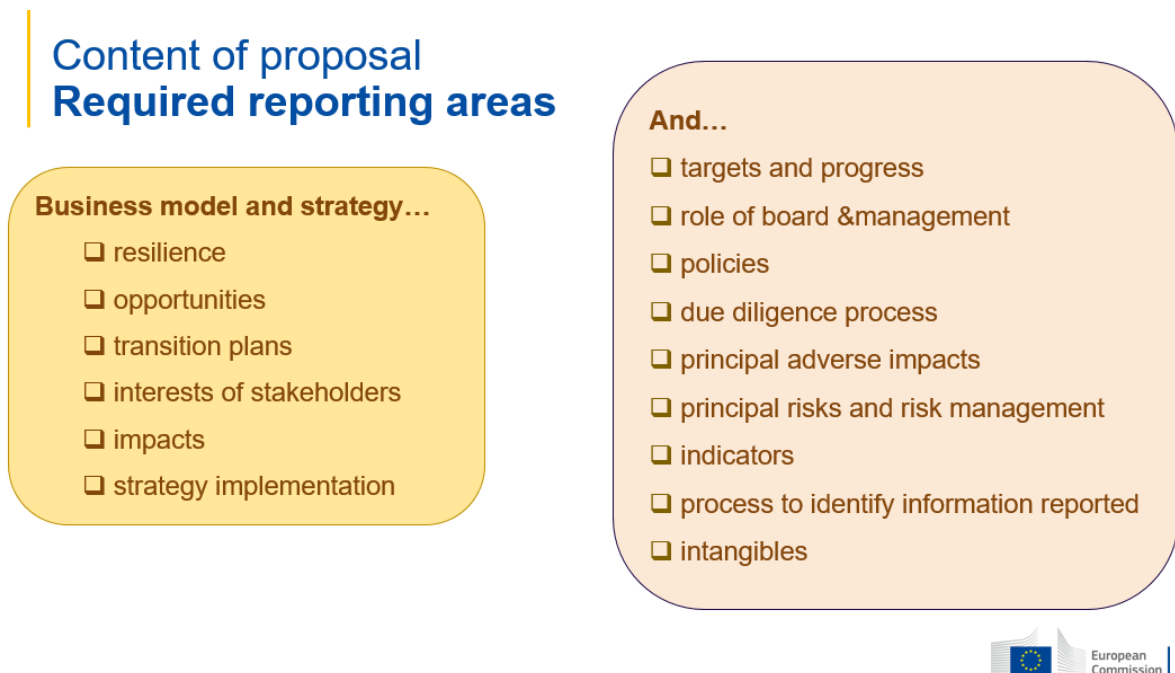 Content of proposal
Required reporting areas
Business model and strategy…
❑ resilience
❑ opportunities
❑ transition plans
❑ interests of stakeholders
❑ impacts
❑ strategy implementation
And…
❑ targets and progress
❑ role of board &management
❑ policies
❑ due diligence process
❑ principal adverse impacts
❑ principal risks and risk management
❑ indicators
❑ process to identify information reported
❑ intangibles
European
Commission